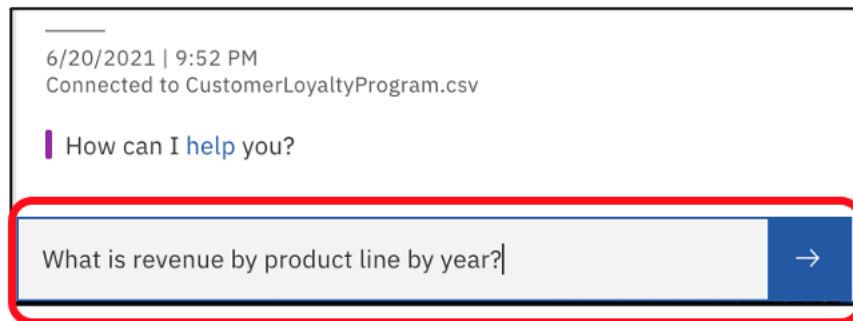 6/20/2021 | 9:52 PM
Connected to CustomerLoyaltyProgram.csv
How can I help you?
What is revenue by product line by year?